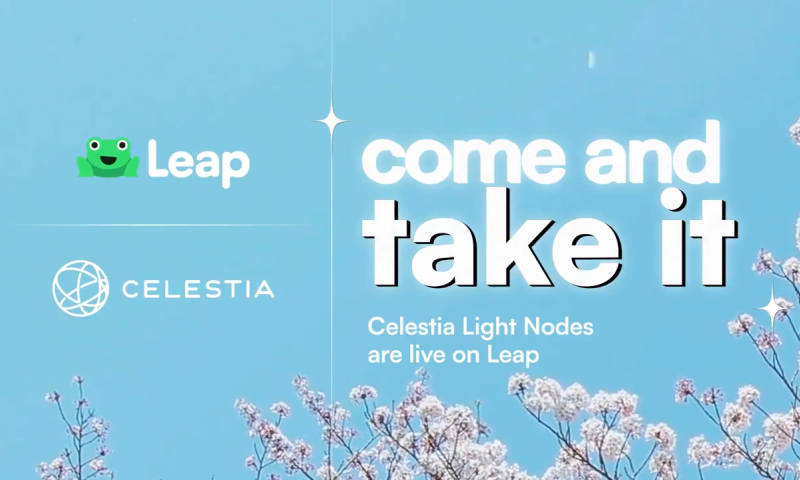 Leap
CELESTIA
come and
take it
Celestia Light Nodes
are live on Leap